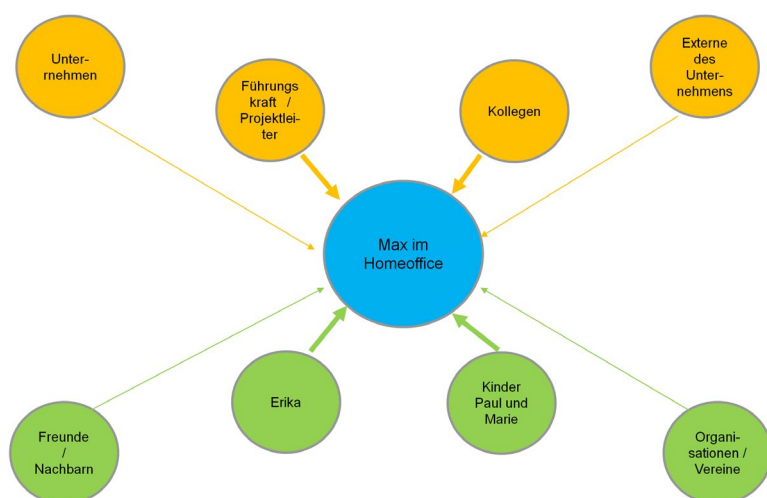 Unter-
nehmen
Führungs
kraft /
Projektlei-
ter
Kollegen
Externe
des
Unter-
nehmens
Max im
Homeoffice
Freunde
/
Nachbarn
Erika
Kinder
Paul und
Marie
Organi-
sationen /
Vereine